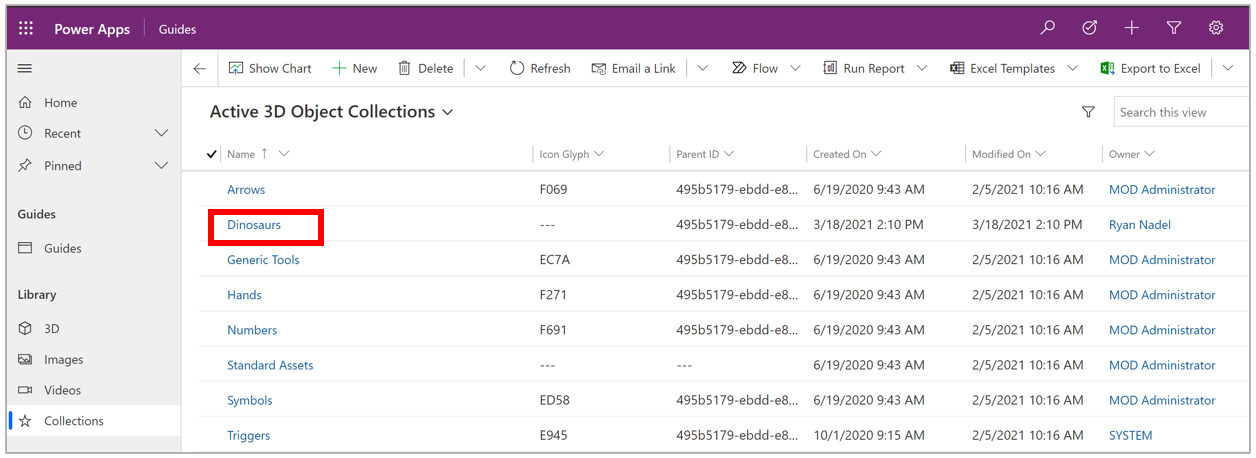 Power Apps Guides
Show Chart New Delete Refresh Email a Link Flow Run Report Excel Templates Export to Excel
Home
Recent
Pinned
Guides
Guides
Library
3D
Images
Videos
Collections
Active 3D Object Collections Search this view
Name Icon Glyph Parent ID Created On Modified On Owner
Arrows F069 495b5179-ebdd-e8... 6/19/2020 9:43 AM 2/5/2021 10:16 AM MOD Administrator
Dinosaurs --- 495b5179-ebdd-e8... 3/18/2021 2:10 PM 3/18/2021 2:10 PM Ryan Nadel
Generic Tools EC7A 495b5179-ebdd-e8... 6/19/2020 9:43 AM 2/5/2021 10:16 AM MOD Administrator
Hands F271 495b5179-ebdd-e8... 6/19/2020 9:43 AM 2/5/2021 10:16 AM MOD Administrator
Numbers F691 495b5179-ebdd-e8... 6/19/2020 9:43 AM 2/5/2021 10:16 AM MOD Administrator
Standard Assets --- --- 6/19/2020 9:43 AM 2/5/2021 10:16 AM MOD Administrator
Symbols ED58 495b5179-ebdd-e8... 6/19/2020 9:43 AM 2/5/2021 10:16 AM MOD Administrator
Triggers E945 495b5179-ebdd-e8... 10/1/2020 9:15 AM 2/5/2021 10:16 AM SYSTEM